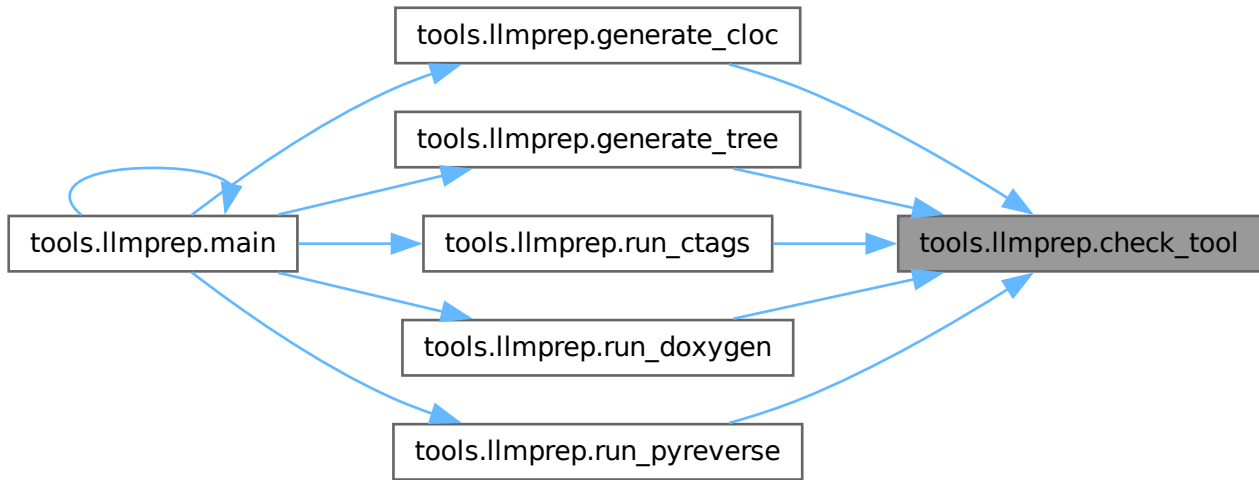 tools.llmprep.generate_cloc
tools.llmprep.generate_tree
tools.llmprep.main
tools.llmprep.run_ctags
tools.llmprep.check_tool
tools.llmprep.run_doxygen
tools.llmprep.run_pyreverse